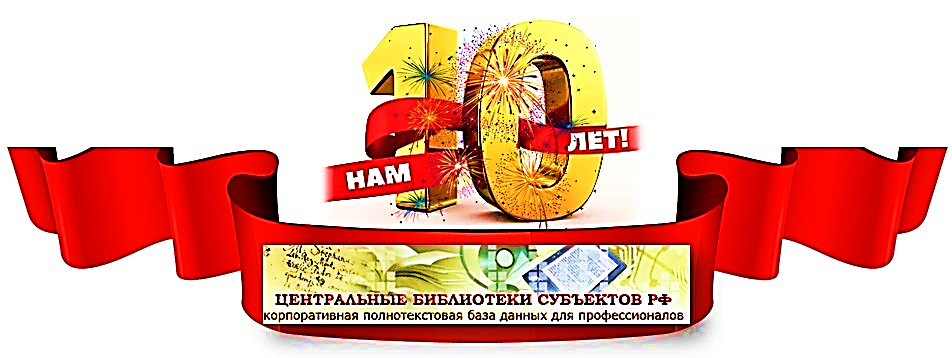 10
НАМ
ЛЕТ!
ЦЕНТРАЛЬНЫЕ БИБЛИОТЕКИ СУБЪЕКТОВ РФ
корпоративная полнотекстовая база данных для профессионалов